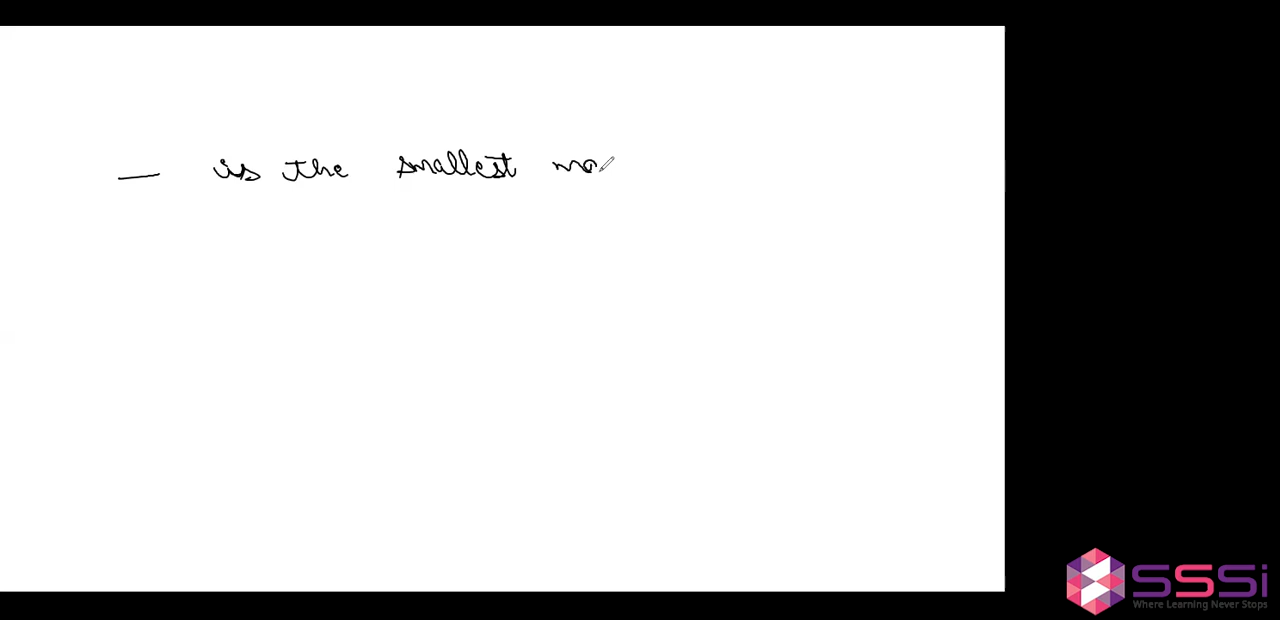 — is the smallest
SSSi
Where Learning Never Stops